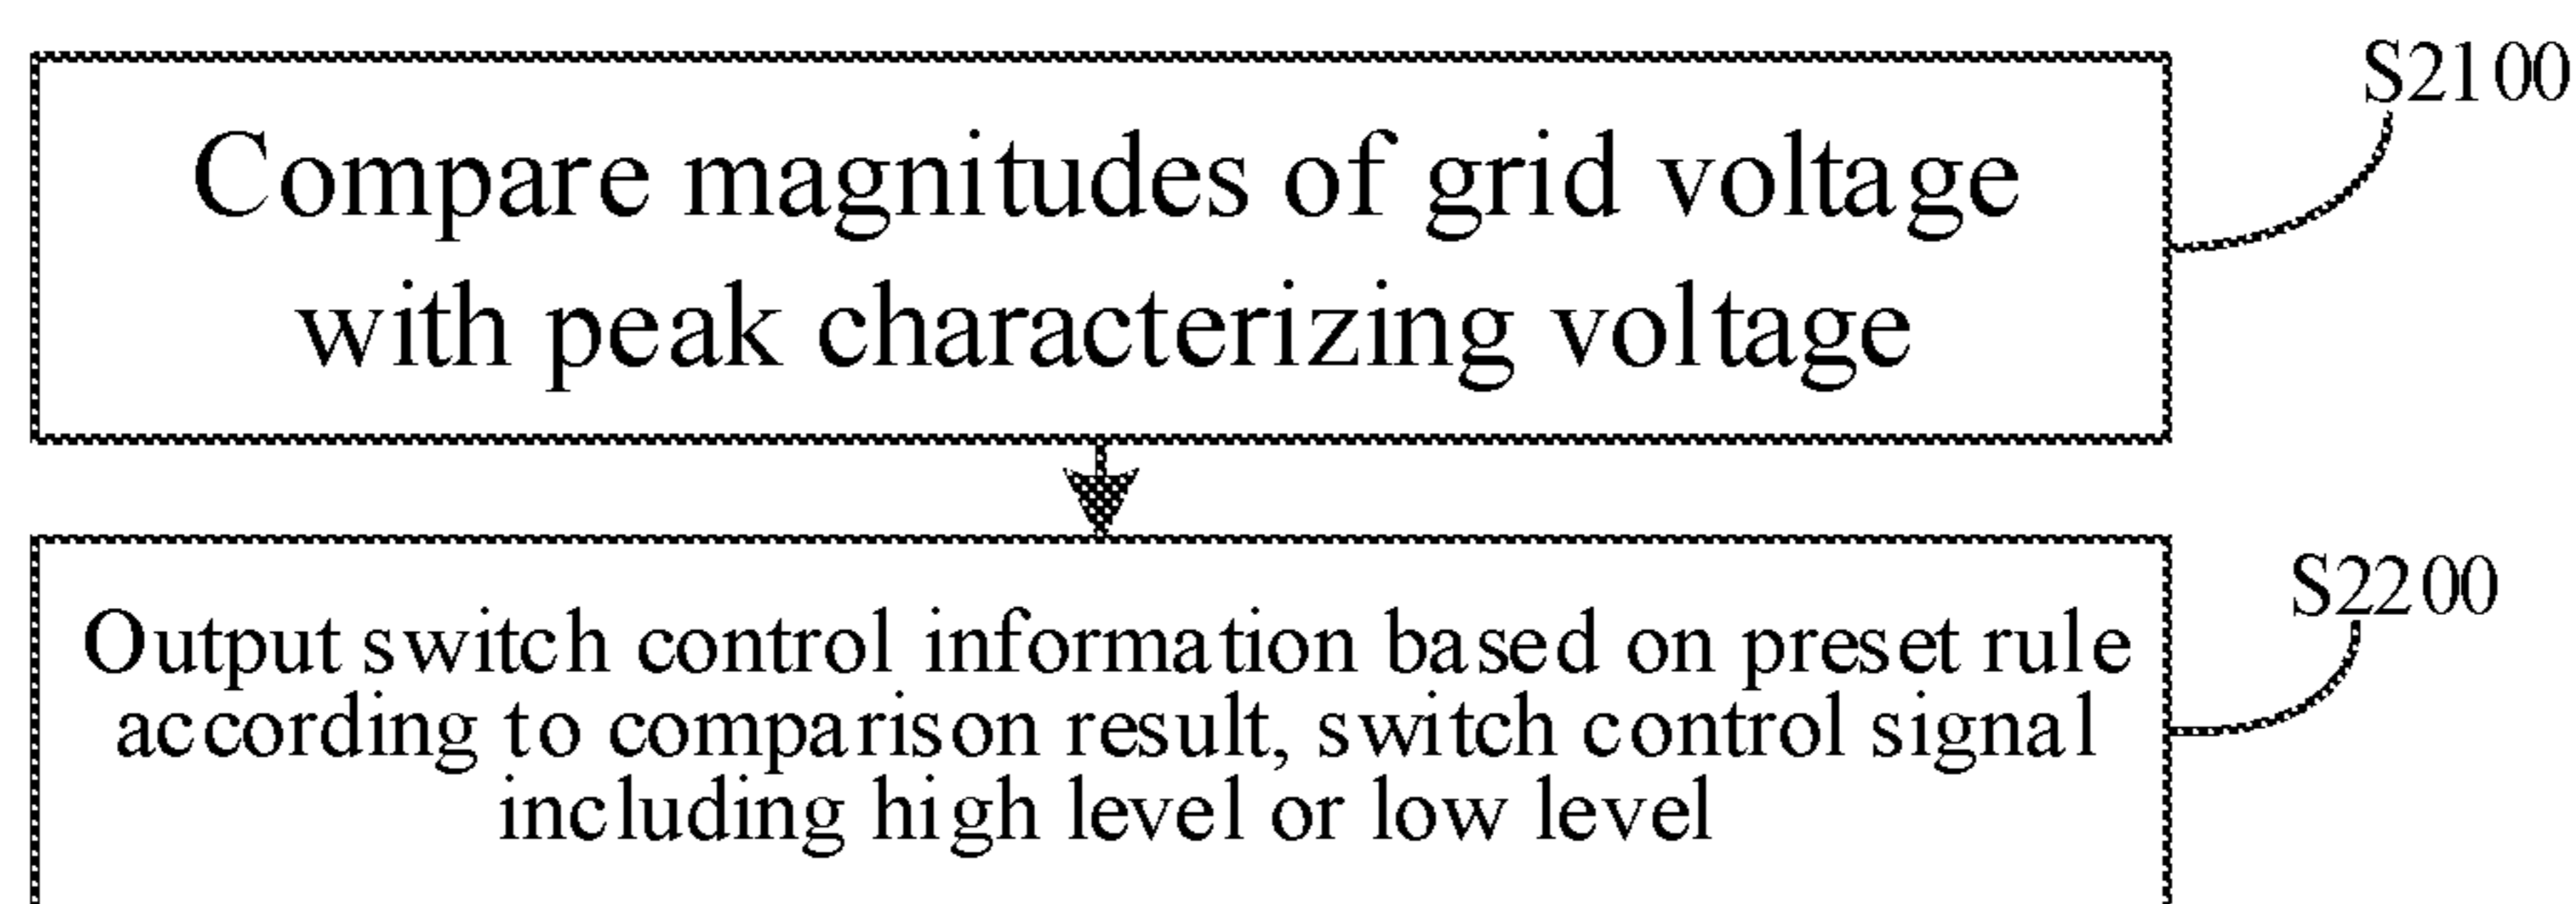 S2100
Compare magnitudes of grid voltage
with peak characterizing voltage
S2200
Output switch control information based on preset rule
according to comparison result, switch control signal
including high level or low level